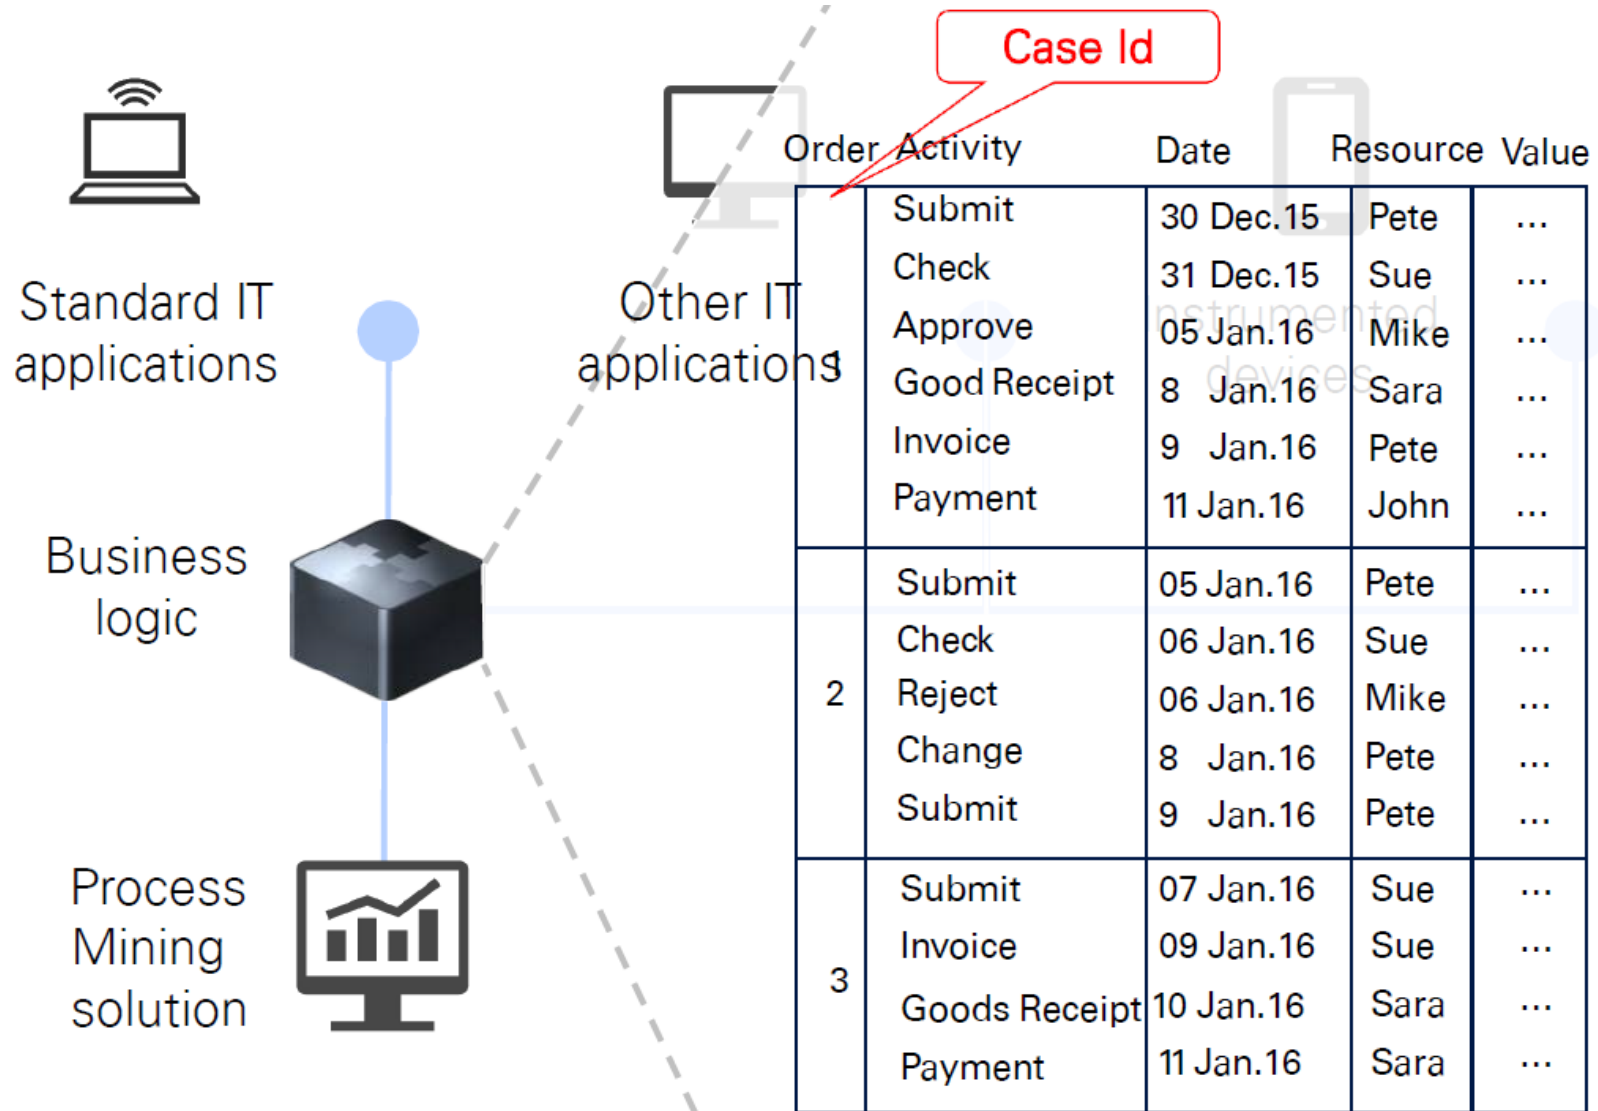 Case Id
Order Activity Date Resource Value
Standard IT
applications
Other IT
applications
nstrumented
devices
Business
logic
Process
Mining
solution
1
Submit 30 Dec.15 Pete ...
Check 31 Dec.15 Sue ...
Approve 05 Jan.16 Mike ...
Good Receipt 8 Jan.16 Sara ...
Invoice 9 Jan.16 Pete ...
Payment 11 Jan.16 John ...
2
Submit 05 Jan.16 Pete ...
Check 06 Jan.16 Sue ...
Reject 06 Jan.16 Mike ...
Change 8 Jan.16 Pete ...
Submit 9 Jan.16 Pete ...
3
Submit 07 Jan.16 Sue ...
Invoice 09 Jan.16 Sue ...
Goods Receipt 10 Jan.16 Sara ...
Payment 11 Jan.16 Sara ...